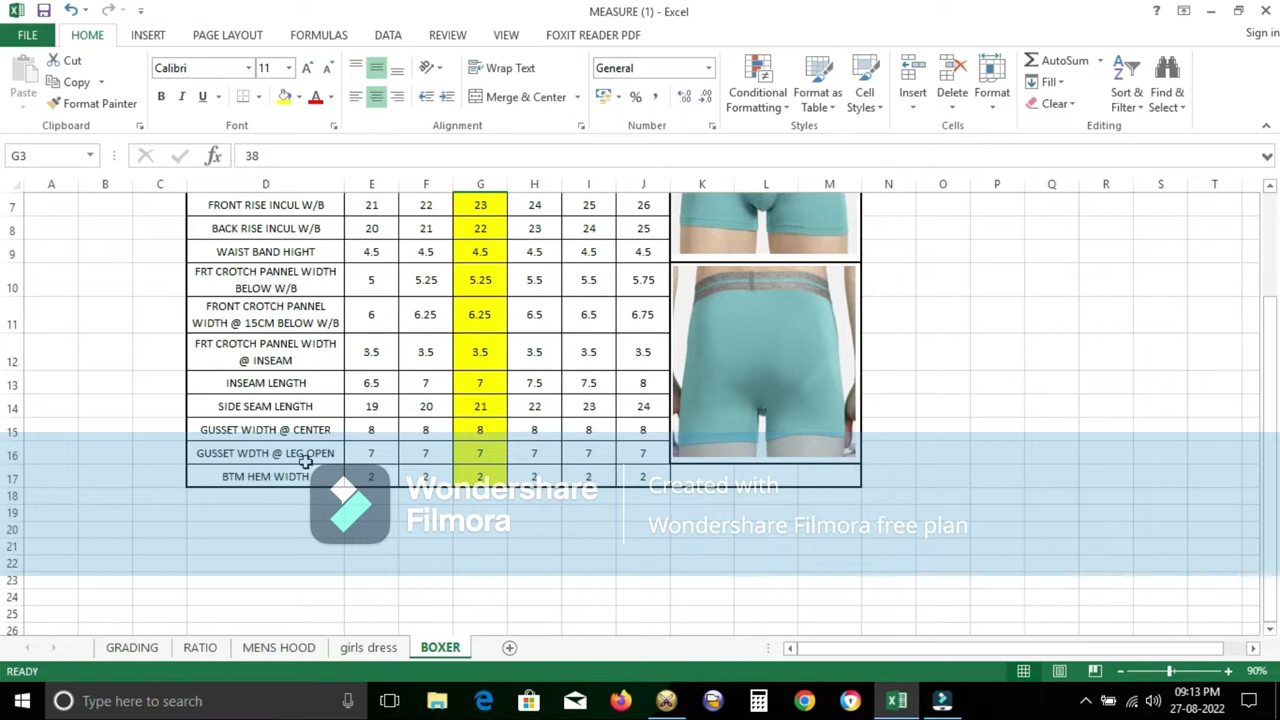 MEASURE (1) - Excel
?
Sign in
FILE HOME INSERT PAGE LAYOUT FORMULAS DATA REVIEW VIEW FOXIT READER PDF
Paste
Cut
Copy
Format Painter
Clipboard
Calibri 11
B I U
Font
Wrap Text
Merge & Center
Alignment
General
%
Number
Conditional Formatting
Format as Table
Cell Styles
Styles
Insert Delete Format
Cells
AutoSum
Fill
Clear
Sort & Filter
Find & Select
Editing
G3 fx 38
A B C D E F G H I J K L M N O P Q R S T
7 FRONT RISE INCUL W/B 21 22 23 24 25 26
8 BACK RISE INCUL W/B 20 21 22 23 24 25
9 WAIST BAND HIGHT 4.5 4.5 4.5 4.5 4.5 4.5
FRT CROTCH PANNEL WIDTH
10 BELOW W/B 5 5.25 5.25 5.5 5.5 5.75
FRONT CROTCH PANNEL
11 WIDTH @ 15CM BELOW W/B 6 6.25 6.25 6.5 6.5 6.75
FRT CROTCH PANNEL WIDTH
12 @ INSEAM 3.5 3.5 3.5 3.5 3.5 3.5
13 INSEAM LENGTH 6.5 7 7 7.5 7.5 8
14 SIDE SEAM LENGTH 19 20 21 22 23 24
15 GUSSET WIDTH @ CENTER 8 8 8 8 8 8
16 GUSSET WDTH @ LEG OPEN 7 7 7 7 7 7
17 BTM HEM WIDTH 2 2 2 2 2 2
18
19
20
21
22
23
24
25
26
Wondershare
Filmora
Created with
Wondershare Filmora free plan
GRADING RATIO MENS HOOD girls dress BOXER
READY
90%
Type here to search
09:13 PM
27-08-2022